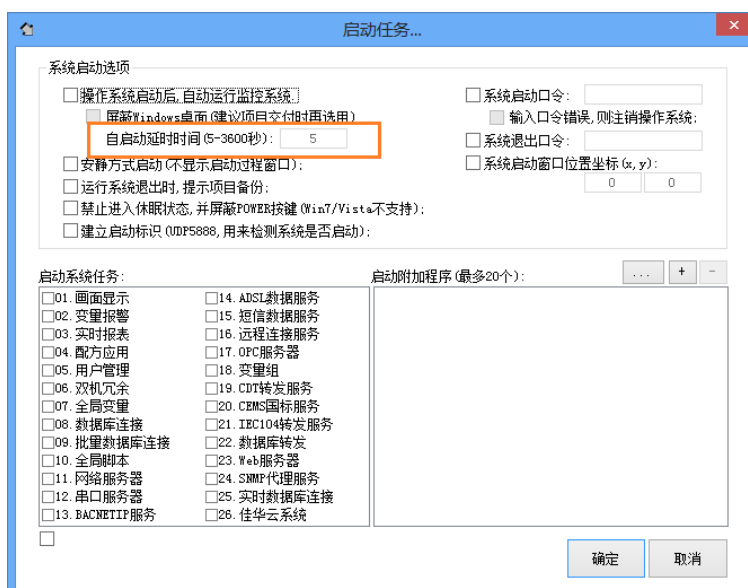 启动任务...
系统启动选项
操作系统启动后,自动运行监控系统.
屏蔽Windows桌面(建议项目交付时再选用)
自启动延时时间(5-3600秒): 5
安静方式启动(不显示启动过程窗口);
运行系统退出时,提示项目备份;
禁止进入休眠状态,并屏蔽POWER按键(Win7/Vista不支持);
建立启动标识(UDP5888,用来检测系统是否启动);
系统启动口令:
输入口令错误,则注销操作系统;
系统退出口令:
系统启动窗口位置坐标(x,y):
0 0
启动系统任务:
01.画面显示
02.变量报警
03.实时报表
04.配方应用
05.用户管理
06.双机冗余
07.全局变量
08.数据库连接
09.批量数据库连接
10.全局脚本
11.网络服务器
12.串口服务器
13.BACNETIP服务
14.ADSL数据服务
15.短信数据服务
16.远程连接服务
17.OPC服务器
18.变量组
19.CDT转发服务
20.CEMS国标服务
21.IEC104转发服务
22.数据库转发
23.Web服务器
24.SNMP代理服务
25.实时数据库连接
26.佳华云系统
启动附加程序(最多20个):
... + -
确定 取消